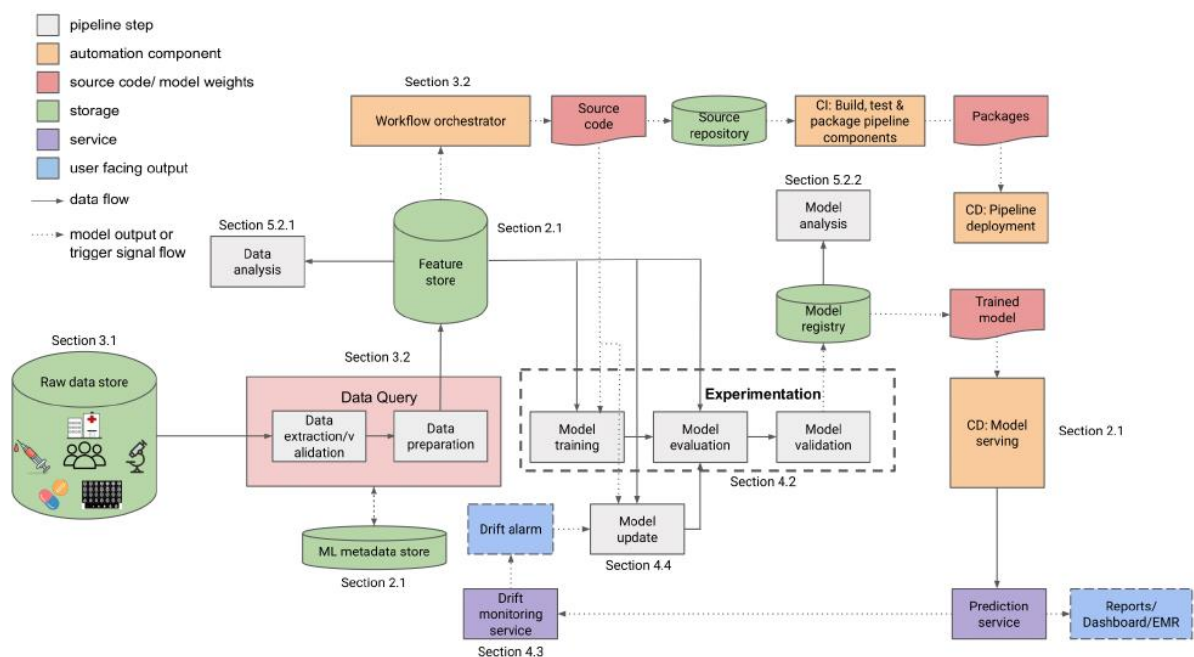 pipeline step
automation component
source code/ model weights
storage
service
user facing output
data flow
model output or
trigger signal flow
Section 3.2
Workflow orchestrator
Source
code
Source
repository
CI: Build, test &
package pipeline
components
Packages
CD: Pipeline
deployment
Section 5.2.2
Model
analysis
Section 5.2.1
Data
analysis
Section 2.1
Feature
store
Model
registry
Trained
model
Section 3.1
Raw data store
Section 3.2
Data Query
Data
extraction/v
alidation
Data
preparation
Experimentation
Model
training
Model
evaluation
Model
validation
Section 4.2
CD: Model
serving
Section 2.1
ML metadata store
Section 2.1
Drift alarm
Model
update
Section 4.4
Drift
monitoring
service
Section 4.3
Prediction
service
Reports/
Dashboard/EMR